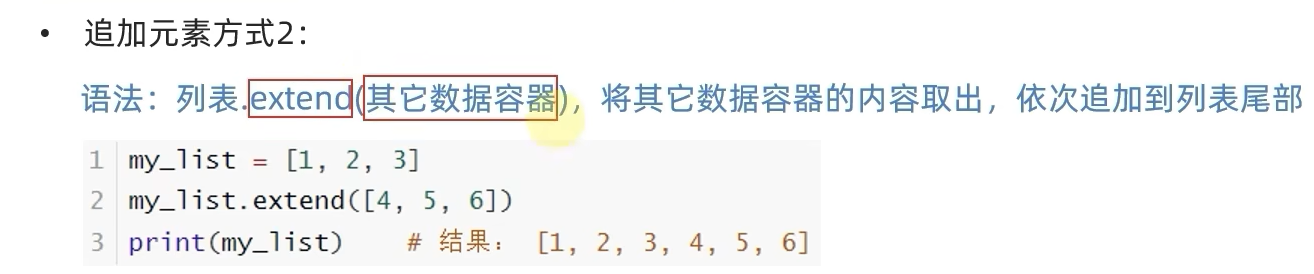 • 追加元素方式2：
语法：列表.extend(其它数据容器)，将其它数据容器的内容取出，依次追加到列表尾部
1 my_list = [1, 2, 3]
2 my_list.extend([4, 5, 6])
3 print(my_list)    # 结果： [1, 2, 3, 4, 5, 6]